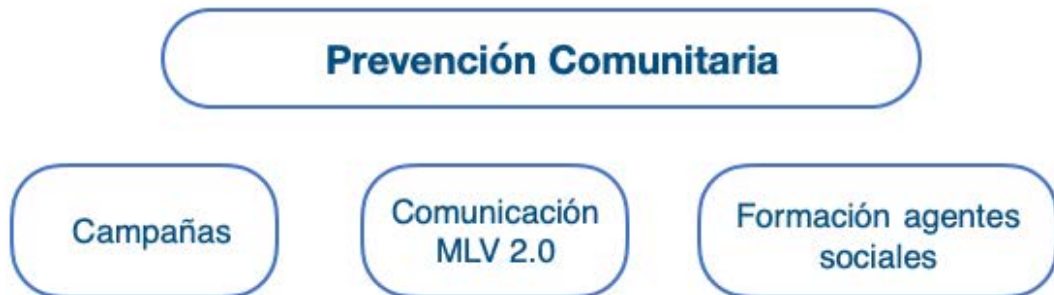 Prevención Comunitaria
Campañas
Comunicación
MLV 2.0
Formación agentes
sociales